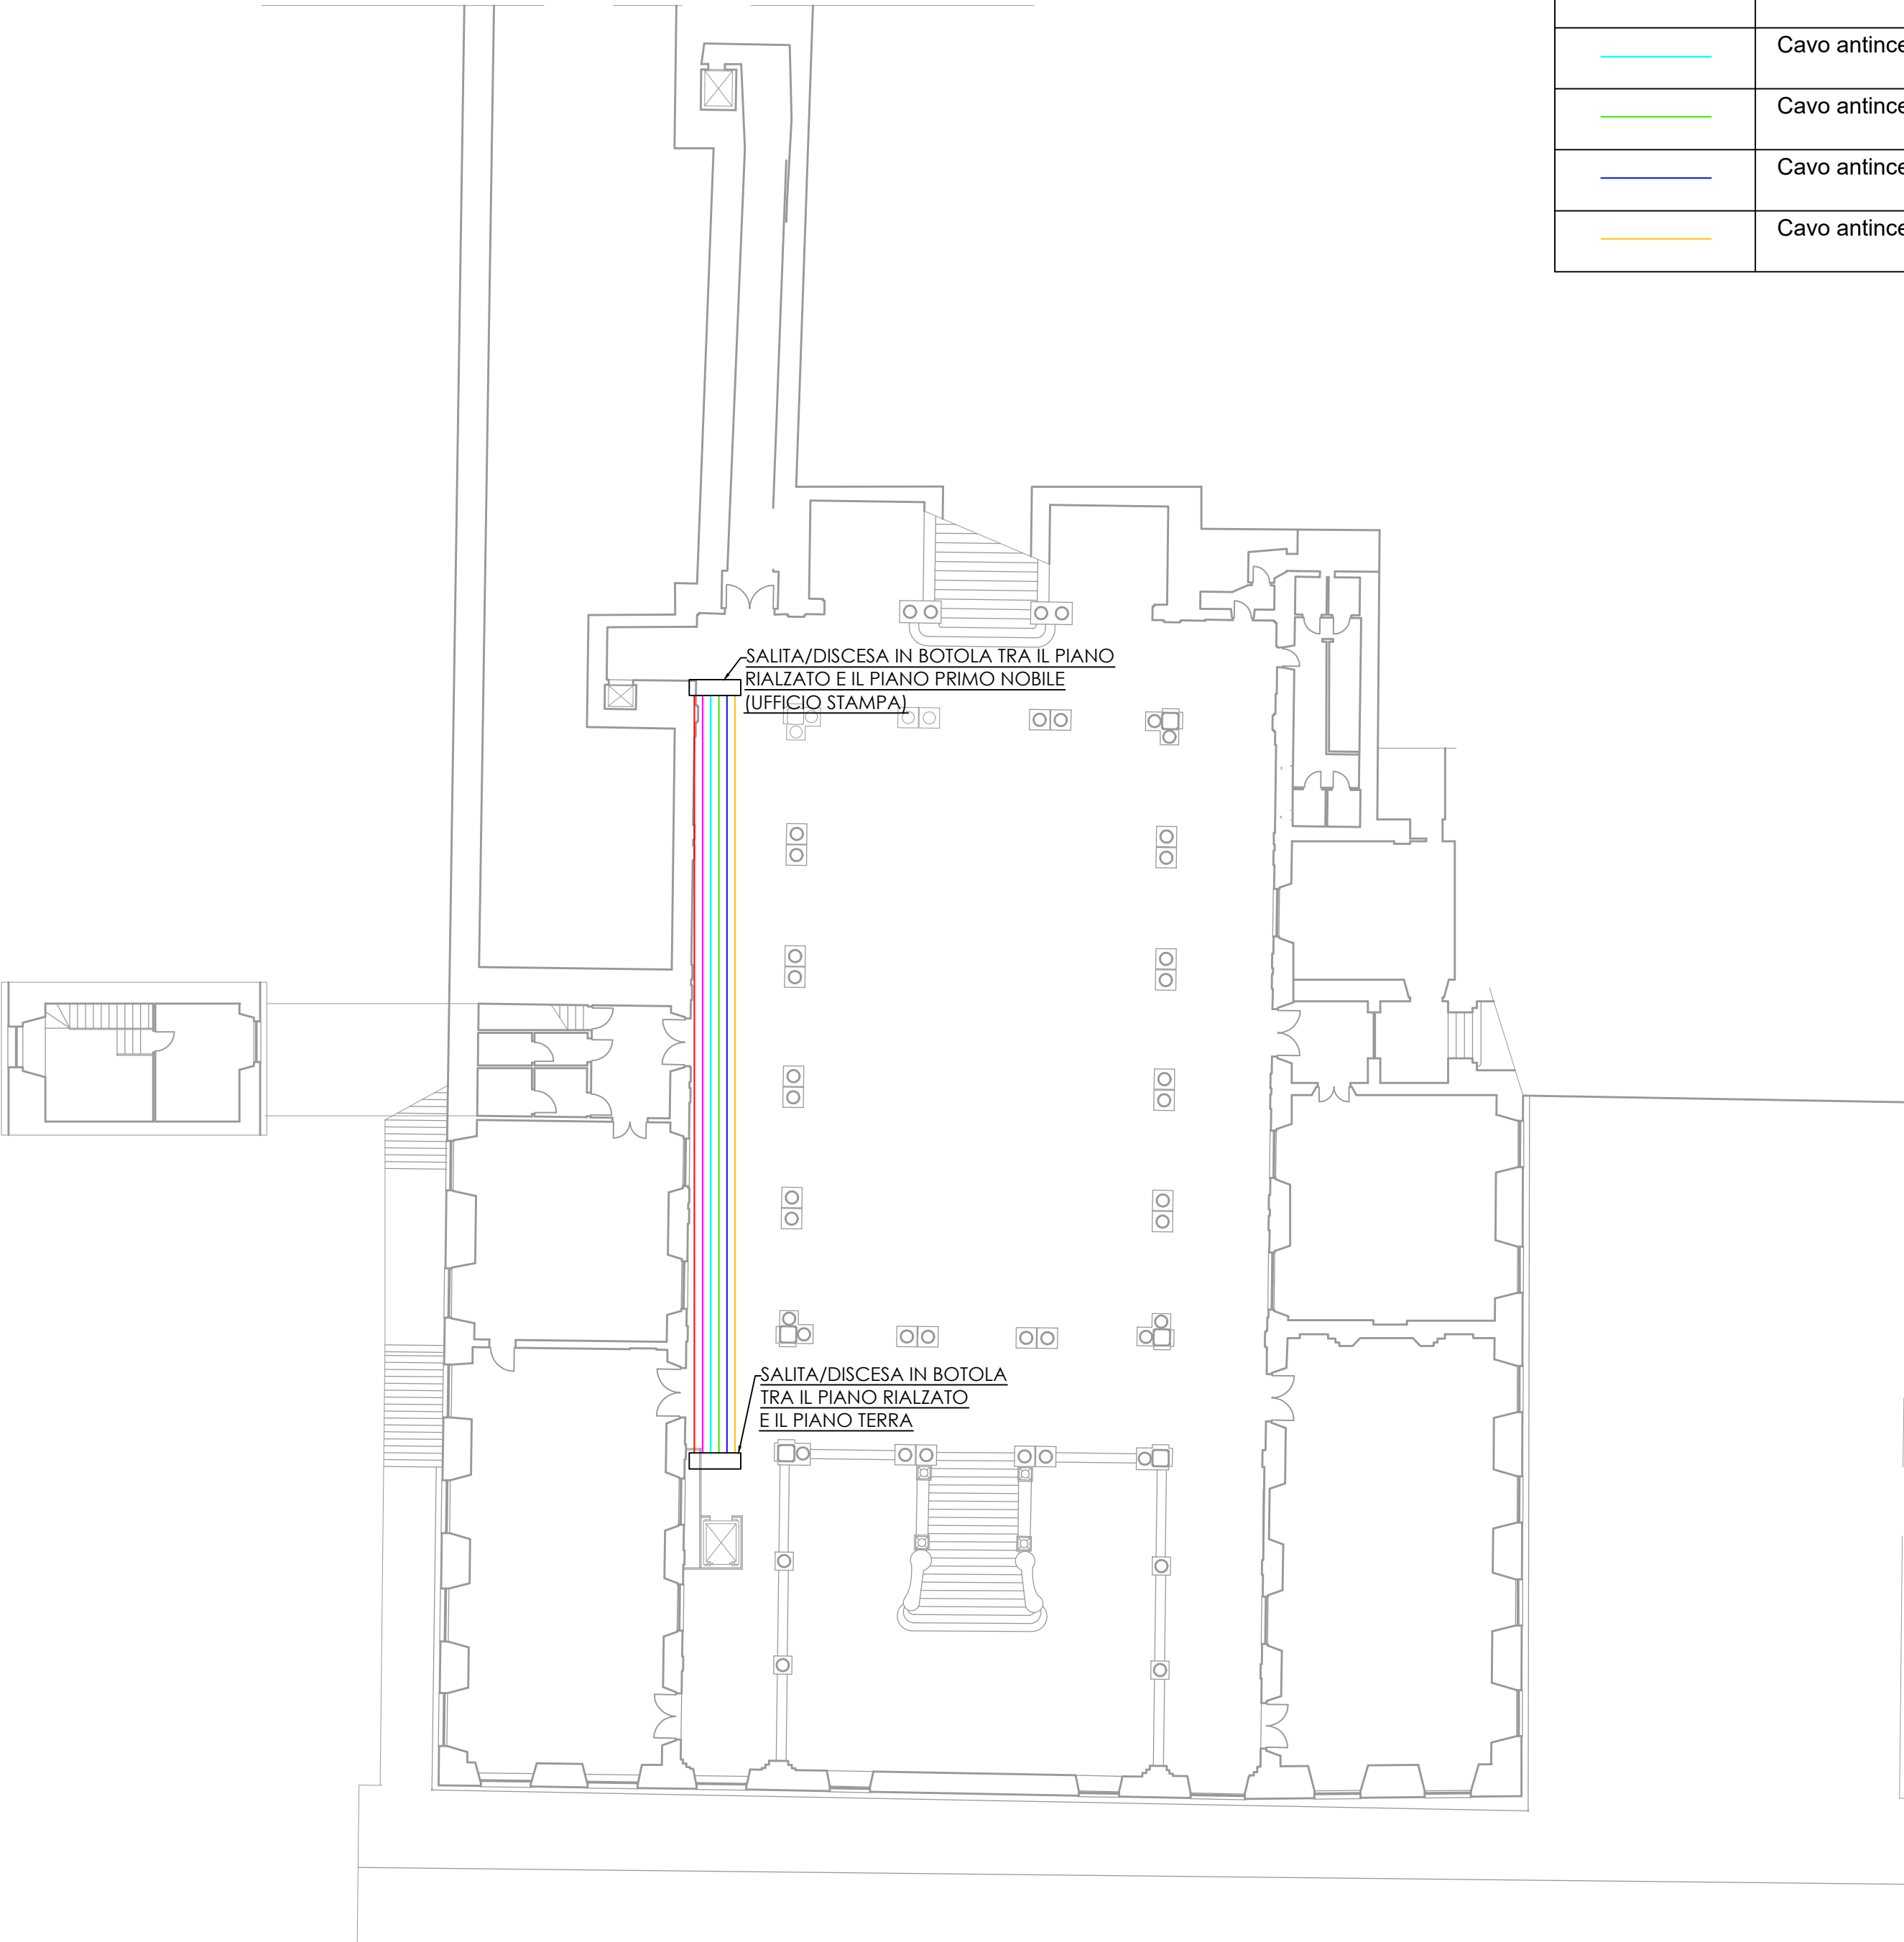 Cavo antince
Cavo antince
Cavo antince
Cavo antince
SALITA/DISCESA IN BOTOLA TRA IL PIANO
RIALZATO E IL PIANO PRIMO NOBILE
(UFFICIO STAMPA)
SALITA/DISCESA IN BOTOLA
TRA IL PIANO RIALZATO
E IL PIANO TERRA